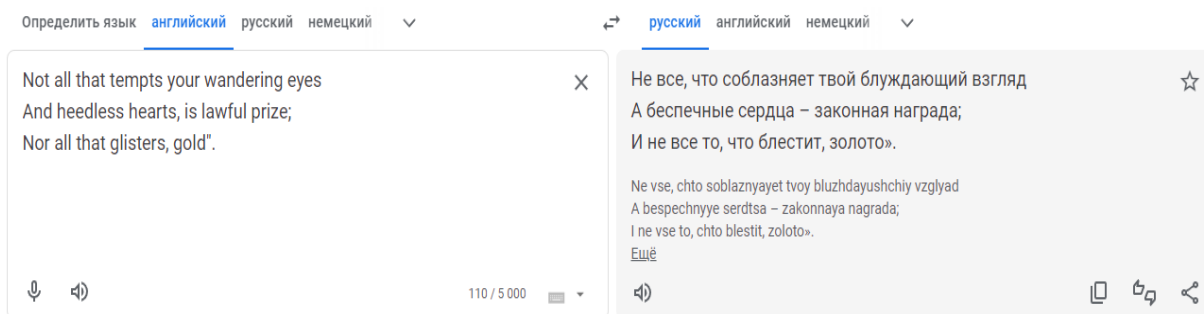 Определить язык английский русский немецкий
русский английский немецкий
Not all that tempts your wandering eyes
And heedless hearts, is lawful prize;
Nor all that glisters, gold".
110 / 5 000
Не все, что соблазняет твой блуждающий взгляд
А беспечные сердца – законная награда;
И не все то, что блестит, золото».
Ne vse, chto soblaznyayet tvoy bluzhdayushchiy vzglyad
A bespechnyye serdtsa – zakonnaya nagrada;
I ne vse to, chto blestit, zoloto».
Ещё